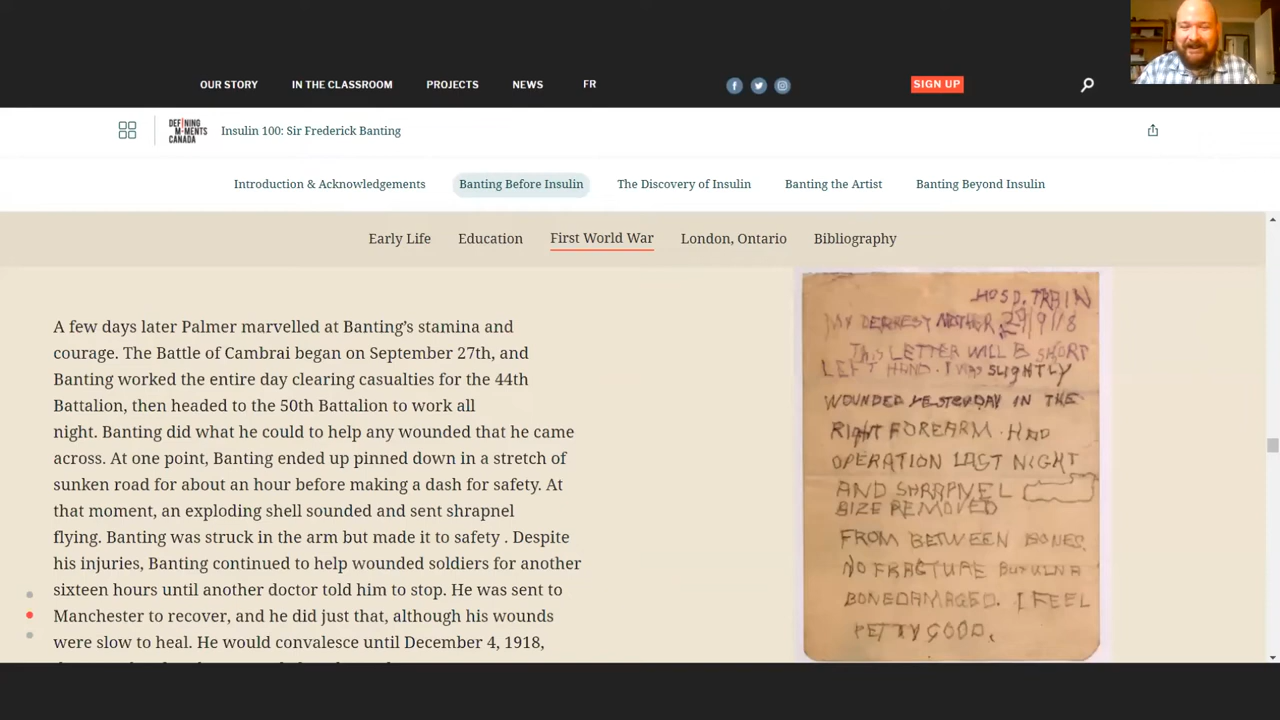 OUR STORY IN THE CLASSROOM PROJECTS NEWS FR SIGN UP
DEFINING MOMENTS CANADA
Insulin 100: Sir Frederick Banting
Introduction & Acknowledgements Banting Before Insulin The Discovery of Insulin Banting the Artist Banting Beyond Insulin
Early Life Education First World War London, Ontario Bibliography
A few days later Palmer marvelled at Banting's stamina and
courage. The Battle of Cambrai began on September 27th, and
Banting worked the entire day clearing casualties for the 44th
Battalion, then headed to the 50th Battalion to work all
night. Banting did what he could to help any wounded that he came
across. At one point, Banting ended up pinned down in a stretch of
sunken road for about an hour before making a dash for safety. At
that moment, an exploding shell sounded and sent shrapnel
flying. Banting was struck in the arm but made it to safety . Despite
his injuries, Banting continued to help wounded soldiers for another
sixteen hours until another doctor told him to stop. He was sent to
Manchester to recover, and he did just that, although his wounds
were slow to heal. He would convalesce until December 4, 1918,
HOSP. TRAIN
MY DEAREST MOTHER 29/9/18
THIS LETTER WILL B SHORT
LEFT HAND. I WAS SLIGHTLY
WOUNDED YESTERDAY IN THE
RIGHT FOREARM. HAD
OPERATION LAST NIGHT
AND SHRAPNEL
SIZE REMOVED
FROM BETWEEN BONES.
NO FRACTURE BUT ULNA
BONE DAMAGED. I FEEL
PETTY GOOD.